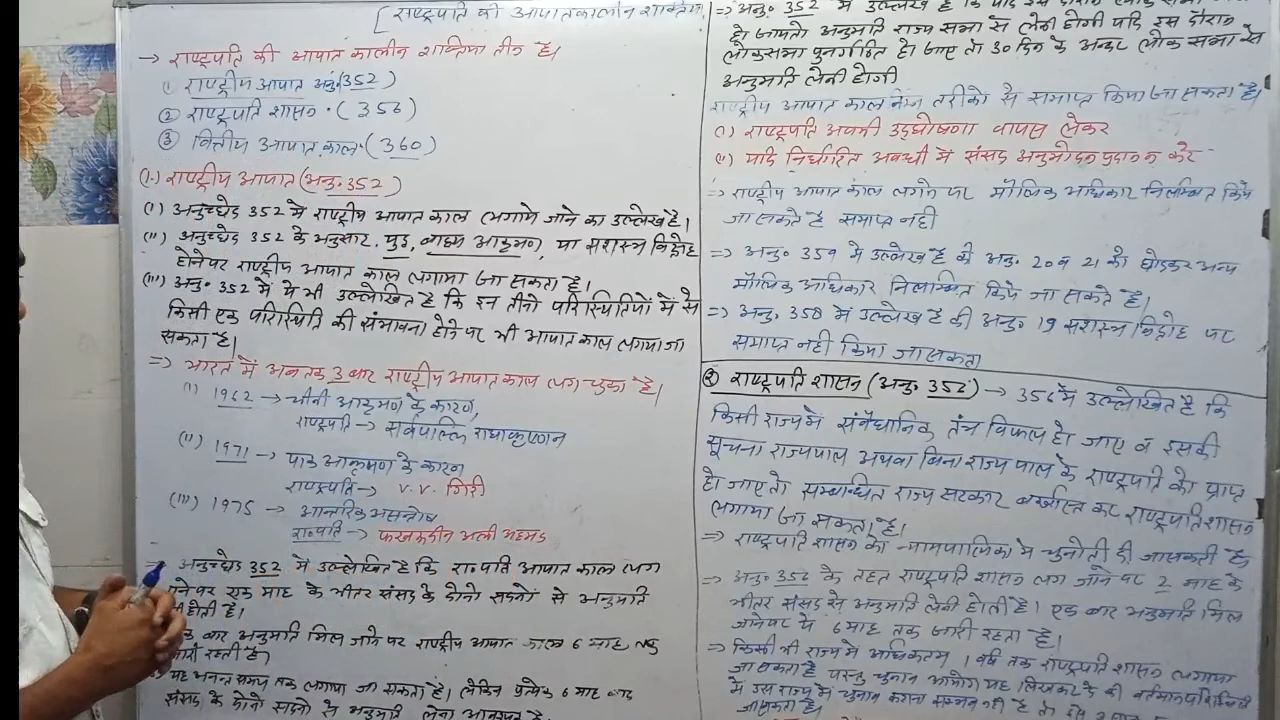 [राष्ट्रपति की आपातकालीन शक्तियां
→ राष्ट्रपति की आपात कालीन शक्तियां तीन है।
① राष्ट्रीय आपात अनु॰352)
② राष्ट्रपति शासन॰(356)
③ वित्तीय आपात काल॰(360)
(1.) राष्ट्रीय आपात (अनु॰352)
(i) अनुच्छेद 352 में राष्ट्रीय आपात काल लगाये जाने का उल्लेख है।
(ii) अनुच्छेद 352 के अनुसार, युद्ध, बाह्य आक्रमण, या सशस्त्र विद्रोह
होने पर राष्ट्रीय आपात काल लगाया जा सकता है।
(iii) अनु॰ 352 में ये भी उल्लेखित है कि इन तीनो परिस्थितियों में से
किसी एक परिस्थिति की संभावना होने पर भी आपात काल लगाया जा
सकता है।
⇒ भारत में अब तक 3 बार राष्ट्रीय आपात काल लग चुका है।
(i) 1962 → चीनी आक्रमण के कारण,
राष्ट्रपति → सर्वपल्लि राधाकृष्णन
(ii) 1971 → पाक आक्रमण के कारण
राष्ट्रपति → V.V. गिरी
(iii) 1975 → आन्तरिक असन्तोष
रा॰पति → फखरूद्दीन अली अहमद
अनुच्छेद 352 में उल्लेखित है कि रा॰पति आपात काल लग
पर एक माह के भीतर संसद के दोनो सदनो से अनुमति
होती है।
बार अनुमति मिल जाने पर राष्ट्रीय आपात काल 6 माह तक
जारी रहती है।
यह अनन्त समय तक लगाया जा सकता है। लेकिन प्रत्येक 6 माह बाद
संसद के दोनो सदनो से अनुमति लेना आवश्यक है।
⇒ अनु॰ 352 में उल्लेख है कि यदि इस दौरान
हो जाये तो अनुमति राज्य सभा से लेनी होगी यदि इस दौरान
लोकसभा पुनर्गठित हो जाए तो 30 दिन के अन्दर लोक सभा से
अनुमति लेनी होगी
राष्ट्रीय आपात काल निम्न तरीको से समाप्त किया जा सकता है।
(i) राष्ट्रपति अपनी उद्घोषणा वापस लेकर
(ii) यदि निर्धारित अवधी में संसद अनुमोदन प्रदान न करे
⇒ राष्ट्रीय आपात काल लगने पर मौलिक अधिकार निलम्बित किये
जा सकते है समाप्त नही
⇒ अनु॰ 359 में उल्लेख है की अनु॰ 20 व 21 को छोडकर अन्य
मौलिक अधिकार निलम्बित किये जा सकते है।
⇒ अनु॰ 358 में उल्लेख है की अनु॰ 19 सशस्त्र विद्रोह पर
समाप्त नही किया जा सकता
② राष्ट्रपति शासन (अनु॰ 352) → 356 में उल्लेखित है कि
किसी राज्य में संवैधानिक तंत्र विफल हो जाए व इसकी
सूचना राज्यपाल अथवा बिना राज्य पाल के राष्ट्रपति को प्राप्त
हो जाए तो सम्बन्धित राज्य सरकार बर्खास्त कर राष्ट्रपति शासन
लगाया जा सकता है।
⇒ राष्ट्रपति शासन को न्यायपालिका में चुनोती दी जा सकती है
⇒ अनु॰ 352 के तहत राष्ट्रपति शासन लग जाने पर 2 माह के
भीतर संसद से अनुमति लेनी होती है। एक बार अनुमति मिल
जाने पर ये 6 माह तक जारी रहता है।
⇒ किसी भी राज्य में अधिकतम 1 वर्ष तक राष्ट्रपति शासन लगाया
जा सकता है परन्तु चुनाव आयोग यह लिखकर दे की वर्तमान परिस्थिति
में उस राज्य में चुनाव कराना सम्भव नही है तो
जा सकता है।